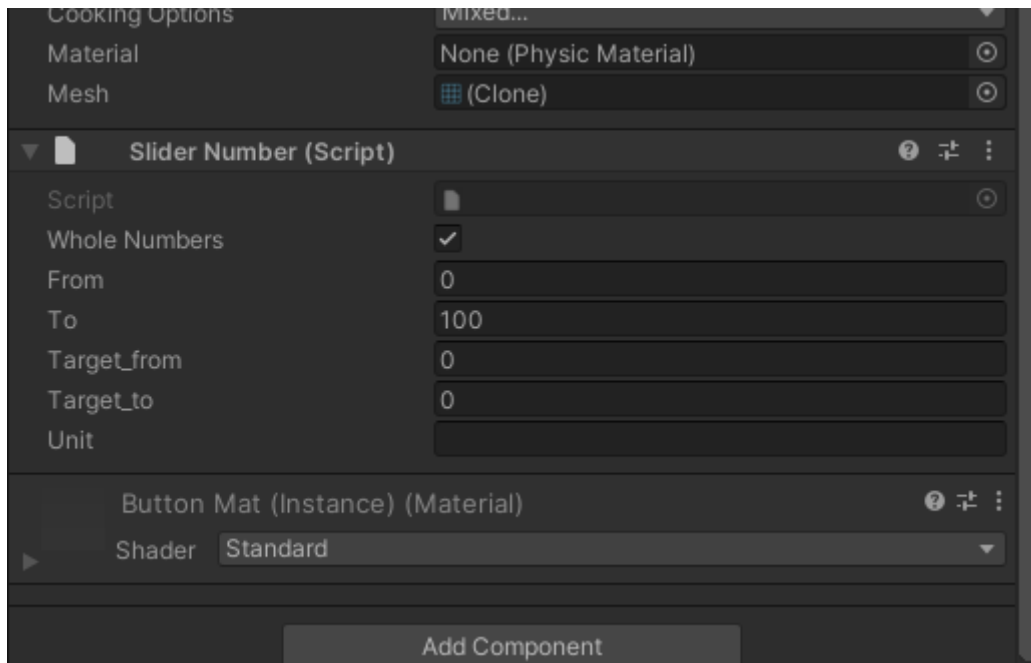 Cooking Options Mixed...
Material None (Physic Material)
Mesh (Clone)
Slider Number (Script)
Script
Whole Numbers
From 0
To 100
Target_from 0
Target_to 0
Unit
Button Mat (Instance) (Material)
Shader Standard
Add Component